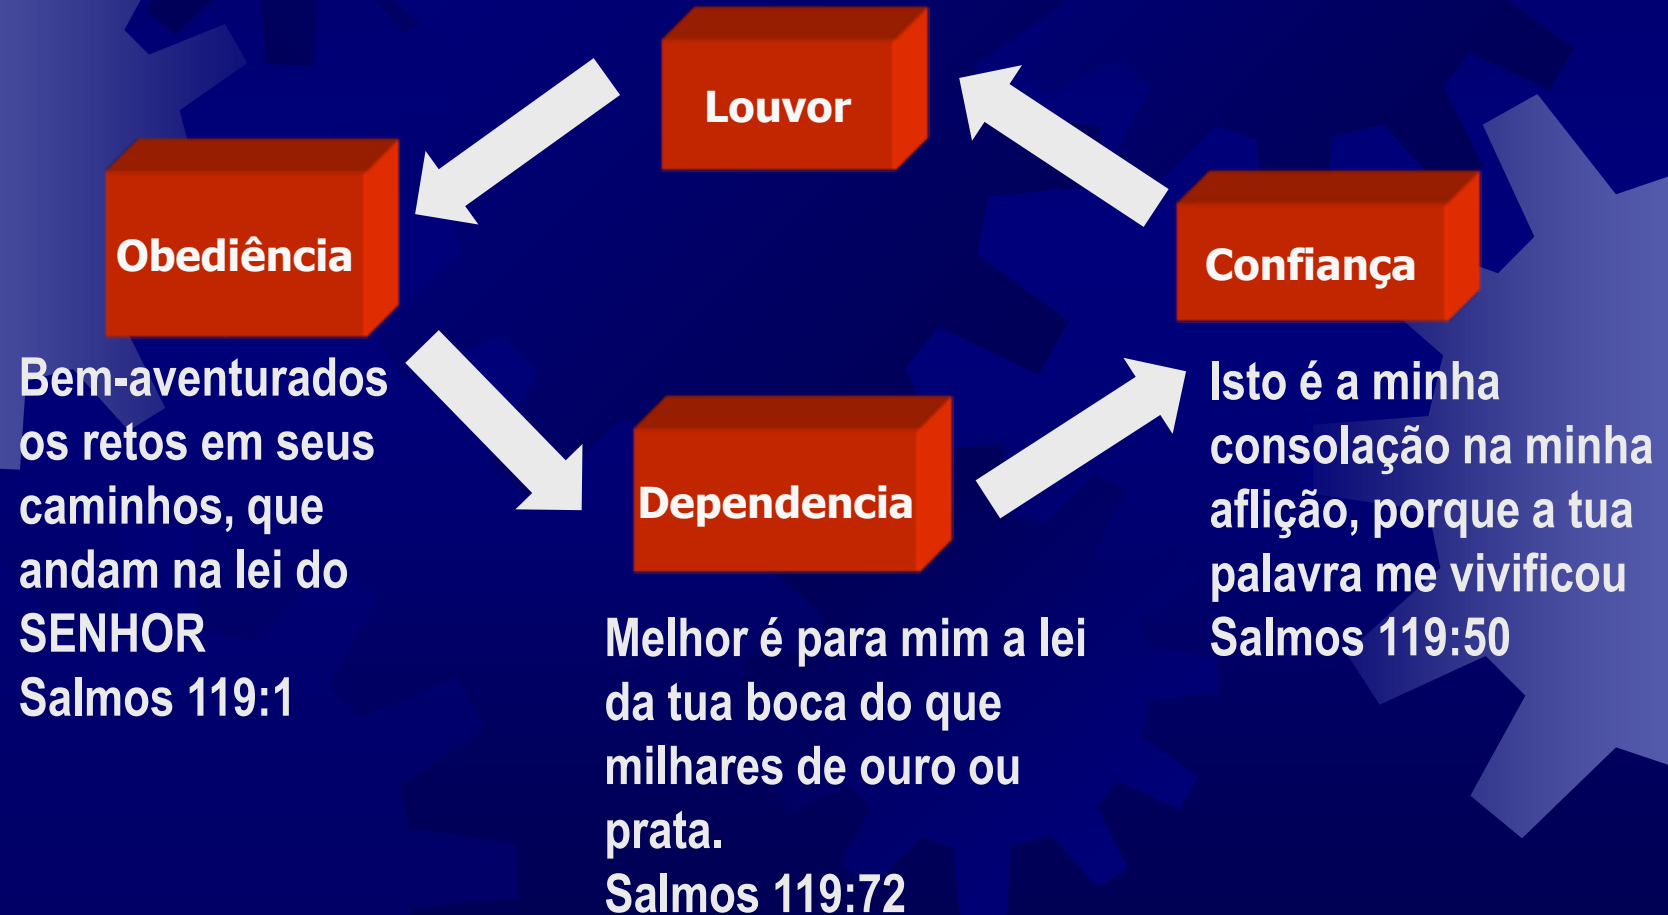 Louvor
Obediência
Confiança
Bem-aventurados
os retos em seus
caminhos, que
andam na lei do
SENHOR
Salmos 119:1
Dependencia
Melhor é para mim a lei
da tua boca do que
milhares de ouro ou
prata.
Salmos 119:72
Isto é a minha
consolação na minha
aflição, porque a tua
palavra me vivificou
Salmos 119:50